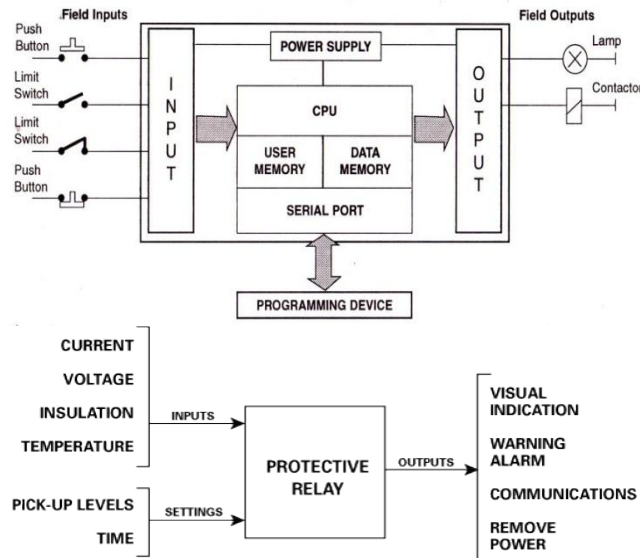 Field Inputs
Field Outputs
Push
Button
Limit
Switch
Limit
Switch
Push
Button
INPUT
POWER SUPPLY
CPU
USER
MEMORY
DATA
MEMORY
SERIAL PORT
OUTPUT
Lamp
Contactor
PROGRAMMING DEVICE
CURRENT
VOLTAGE
INSULATION
TEMPERATURE
INPUTS
PICK-UP LEVELS
TIME
SETTINGS
PROTECTIVE
RELAY
OUTPUTS
VISUAL
INDICATION
WARNING
ALARM
COMMUNICATIONS
REMOVE
POWER